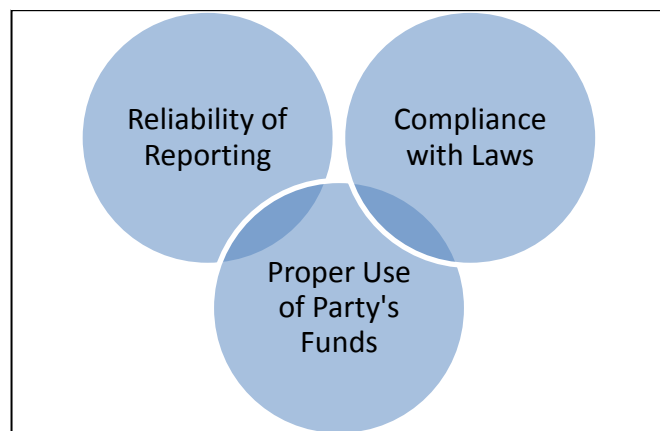 Reliability of
Reporting
Compliance
with Laws
Proper Use
of Party's
Funds